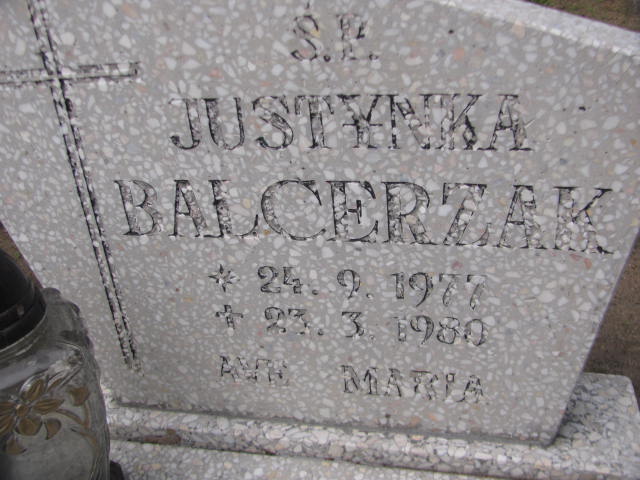 Ś.P.
JUSTYNKA
BALCERZAK
* 24. 9. 1977
✝ 23. 3. 1980
AVE MARIA